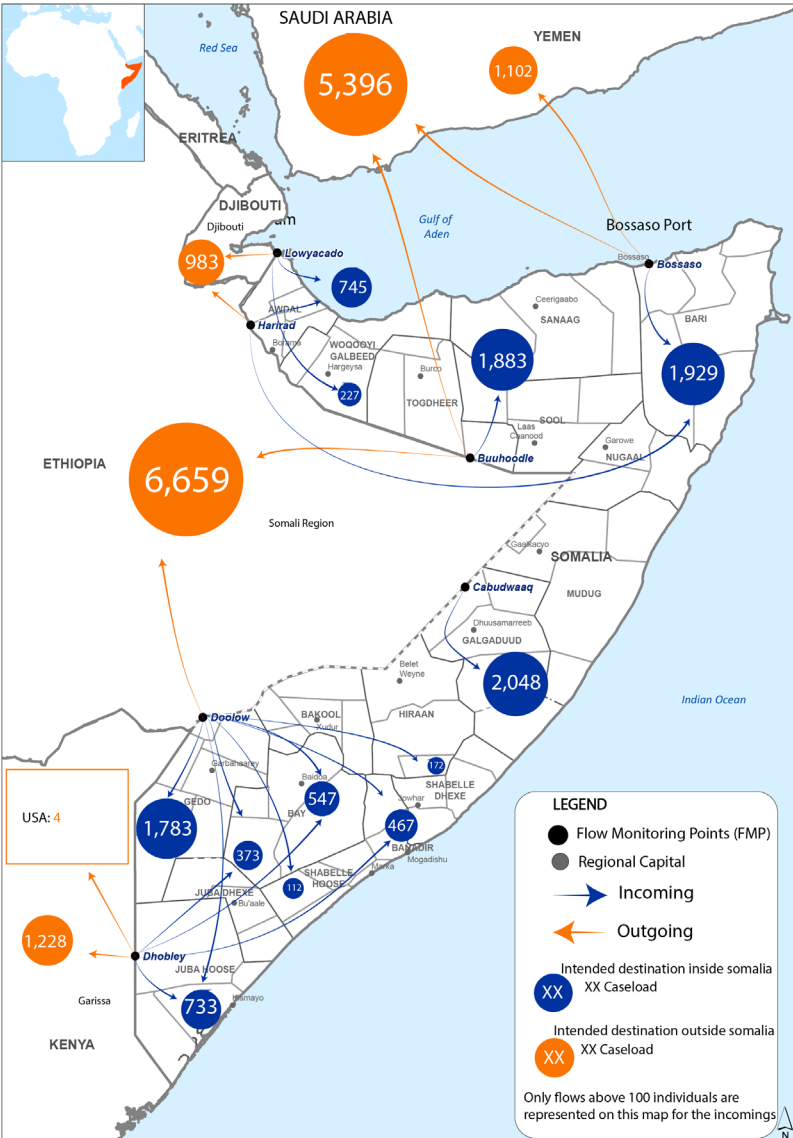 SAUDI ARABIA
YEMEN
Red Sea
5,396
1,102
ERITREA
DJIBOUTI
am
Djibouti
Gulf of
Aden
Bossaso Port
983
Lowyacado
745
Bossaso
Bossaso
AWDAL
Harirad
Borama
WOQOOYI
GALBEED
Hargeysa
227
Burco
TOGDHEER
Ceerigaabo
SANAAG
BARI
1,883
1,929
SOOL
Laas
Caanood
Garowe
NUGAAL
Buuhoodle
ETHIOPIA
6,659
Somali Region
Gaalkacyo
SOMALIA
Cabudwaaq
MUDUG
Dhuusamarreeb
GALGADUUD
Belet
Weyne
2,048
Indian Ocean
Doolow
BAKOOL
Xudur
HIRAAN
Garbahaarey
172
Baidoa
SHABELLE
DHEXE
GEDO
547
BAY
Jowhar
USA: 4
1,783
467
BANADIR
Mogadishu
373
112
SHABELLE
HOOSE
Marka
JUBA DHEXE
Bu'aale
1,228
Dhobley
JUBA HOOSE
Garissa
733
Kismayo
KENYA
LEGEND
Flow Monitoring Points (FMP)
Regional Capital
Incoming
Outgoing
Intended destination inside somalia
XX
XX Caseload
Intended destination outside somalia
XX
XX Caseload
Only flows above 100 individuals are
represented on this map for the incomings
N